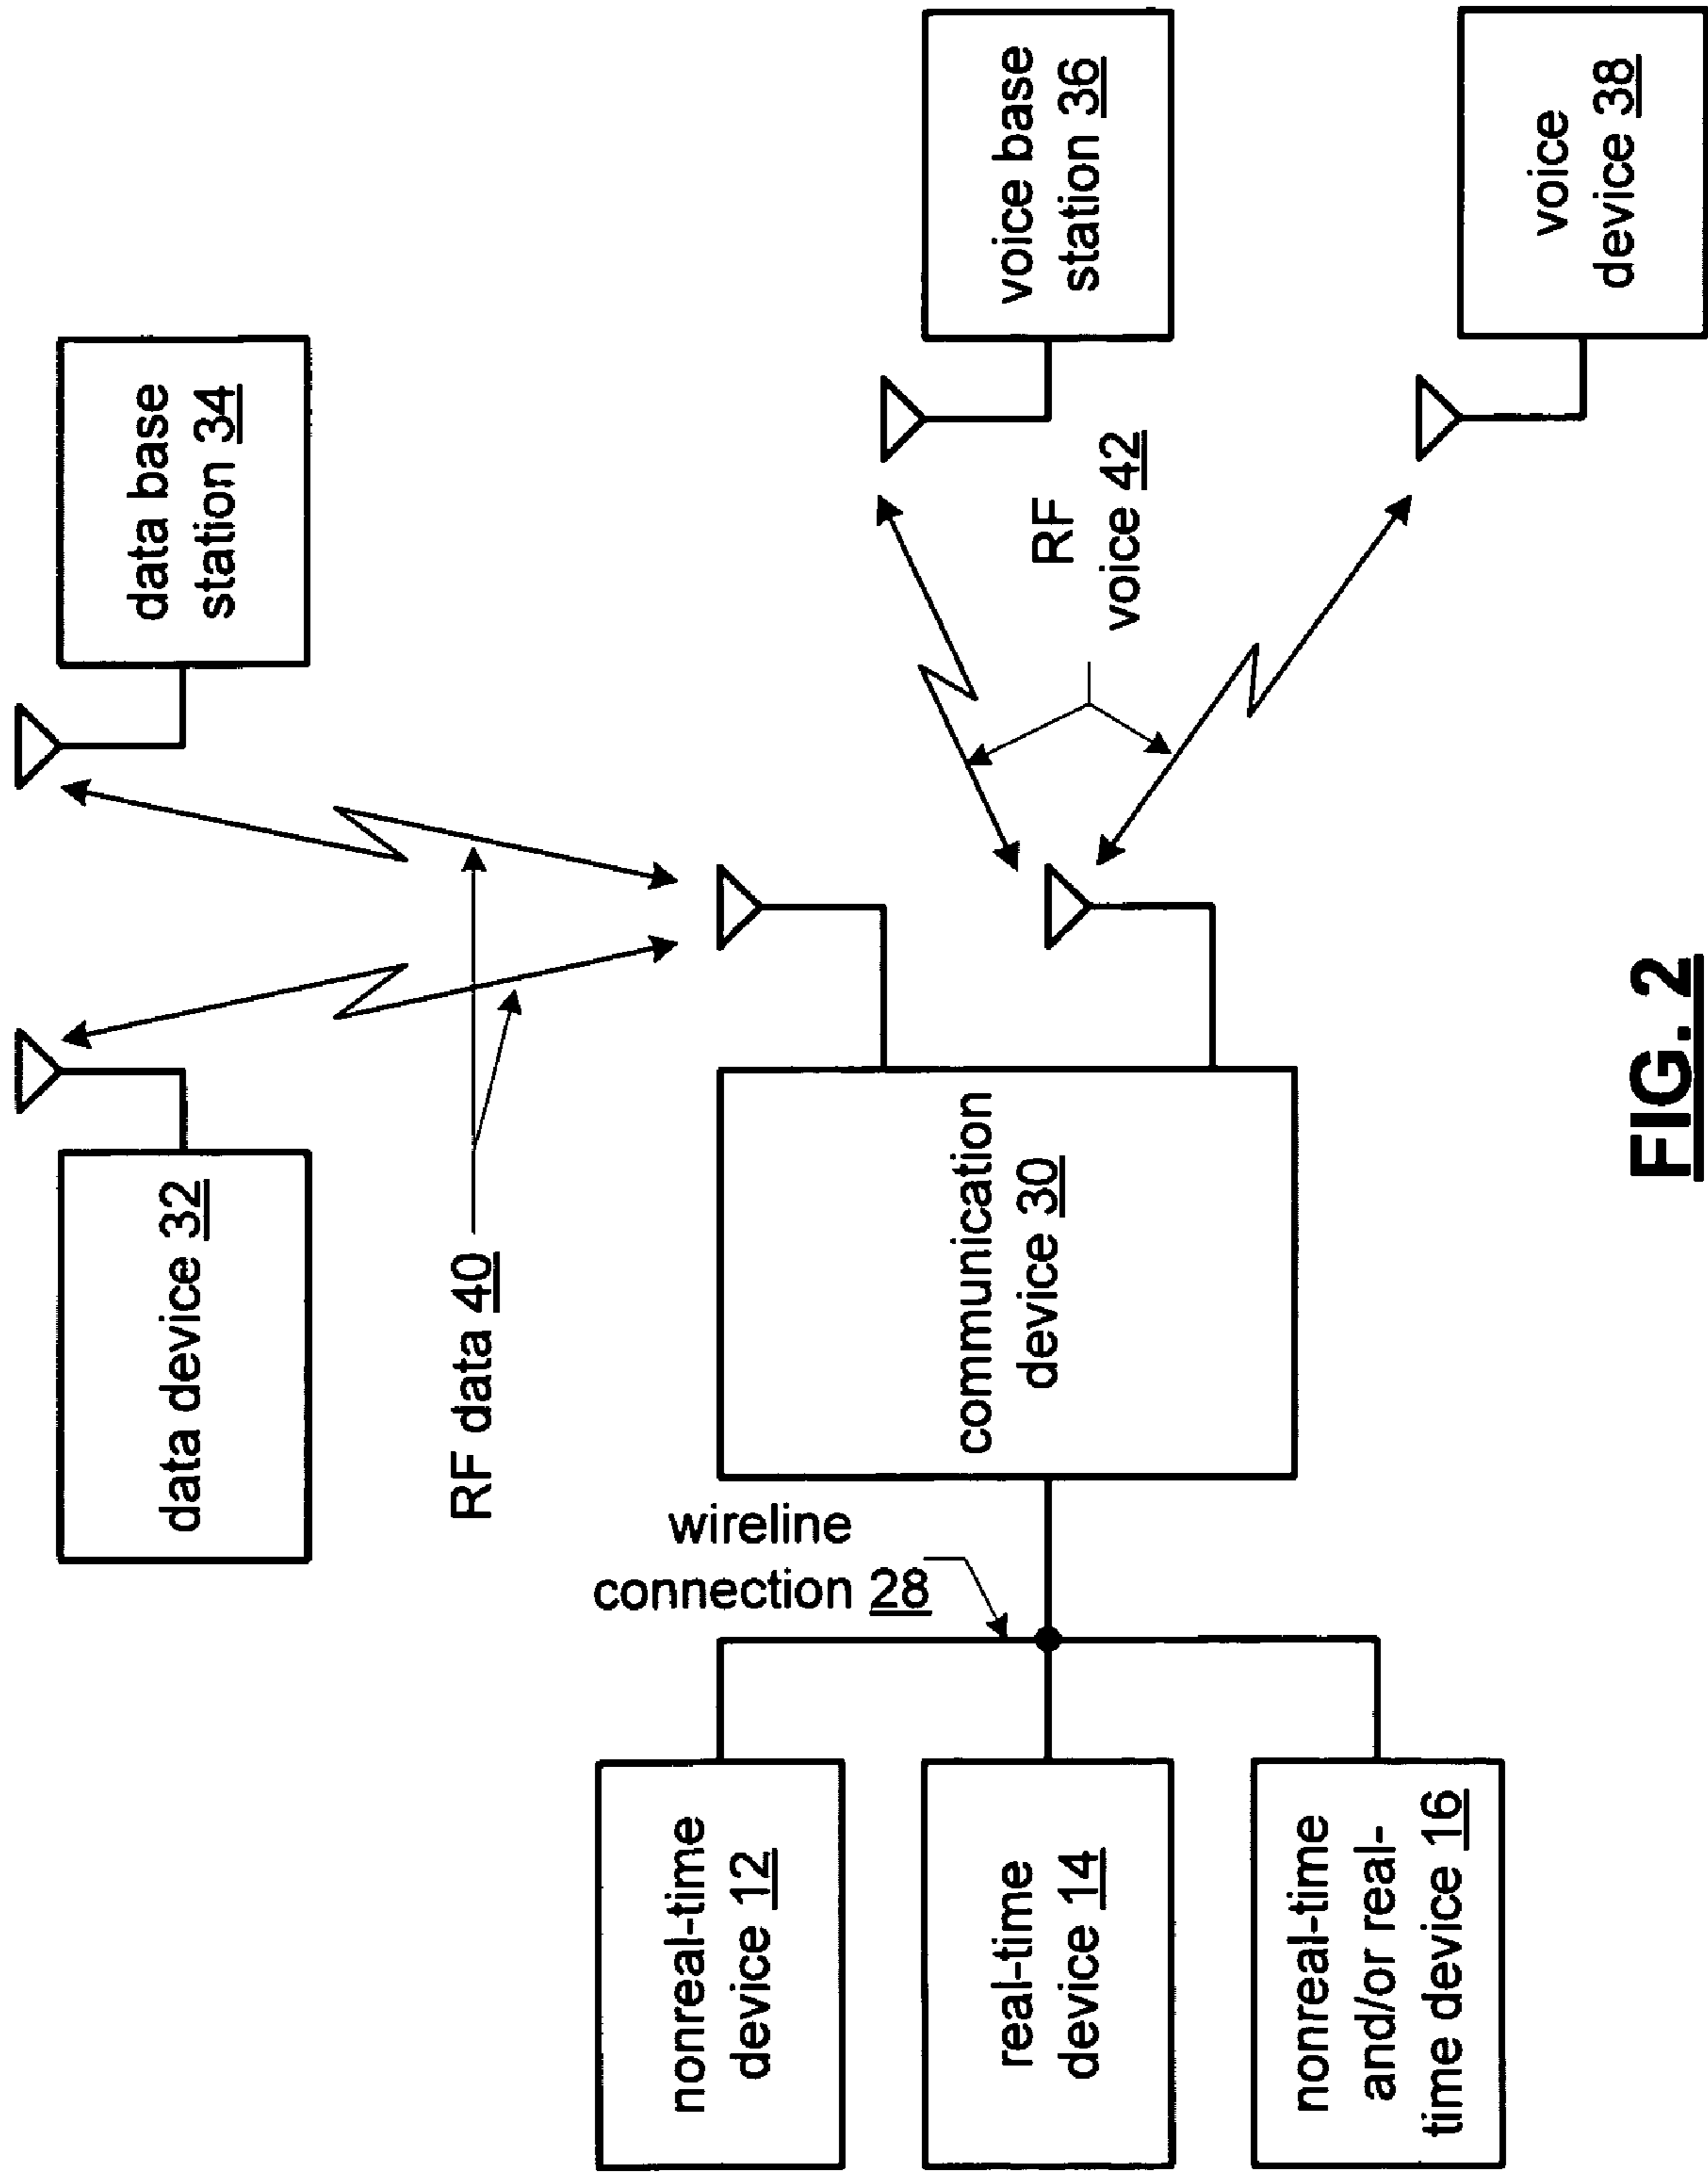 data device 32
data base
station 34
RF data 40
wireline
connection 28
nonreal-time
device 12
communication
device 30
RF
voice 42
voice base
station 36
real-time
device 14
nonreal-time
and/or real-
time device 16
voice
device 38
FIG. 2